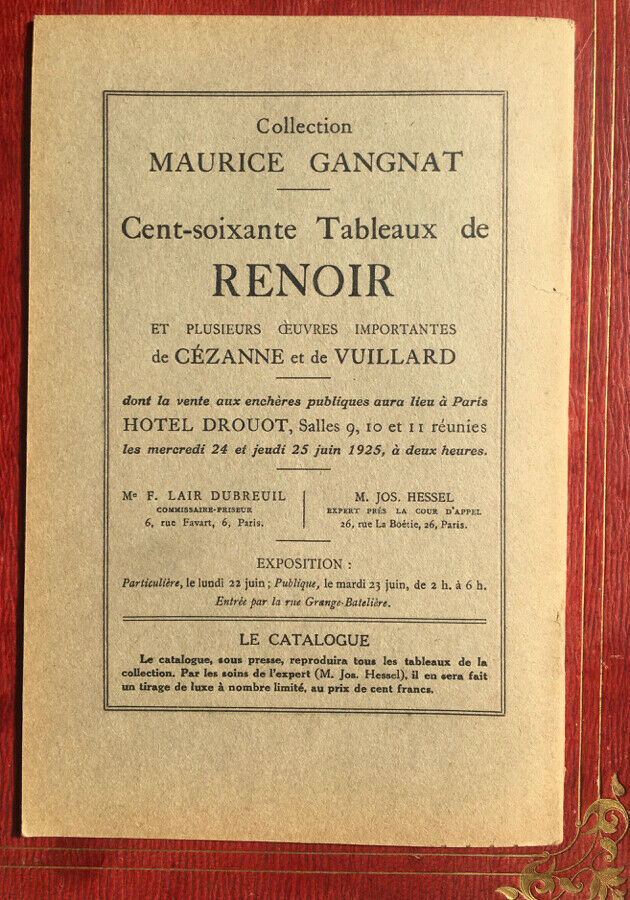 Collection
MAURICE GANGNAT
Cent-soixante Tableaux de
RENOIR
ET PLUSIEURS ŒUVRES IMPORTANTES
de CÉZANNE et de VUILLARD
dont la vente aux enchères publiques aura lieu à Paris
HOTEL DROUOT, Salles 9, 10 et 11 réunies
les mercredi 24 et jeudi 25 juin 1925, à deux heures.
Me F. LAIR DUBREUIL
COMMISSAIRE-PRISEUR
6, rue Favart, 6, Paris.
M. JOS. HESSEL
EXPERT PRÈS LA COUR D'APPEL
26, rue La Boëtie, 26, Paris.
EXPOSITION :
Particulière, le lundi 22 juin ; Publique, le mardi 23 juin, de 2 h. à 6 h.
Entrée par la rue Grange-Batelière.
LE CATALOGUE
Le catalogue, sous presse, reproduira tous les tableaux de la
collection. Par les soins de l'expert (M. Jos. Hessel), il en sera fait
un tirage de luxe à nombre limité, au prix de cent francs.